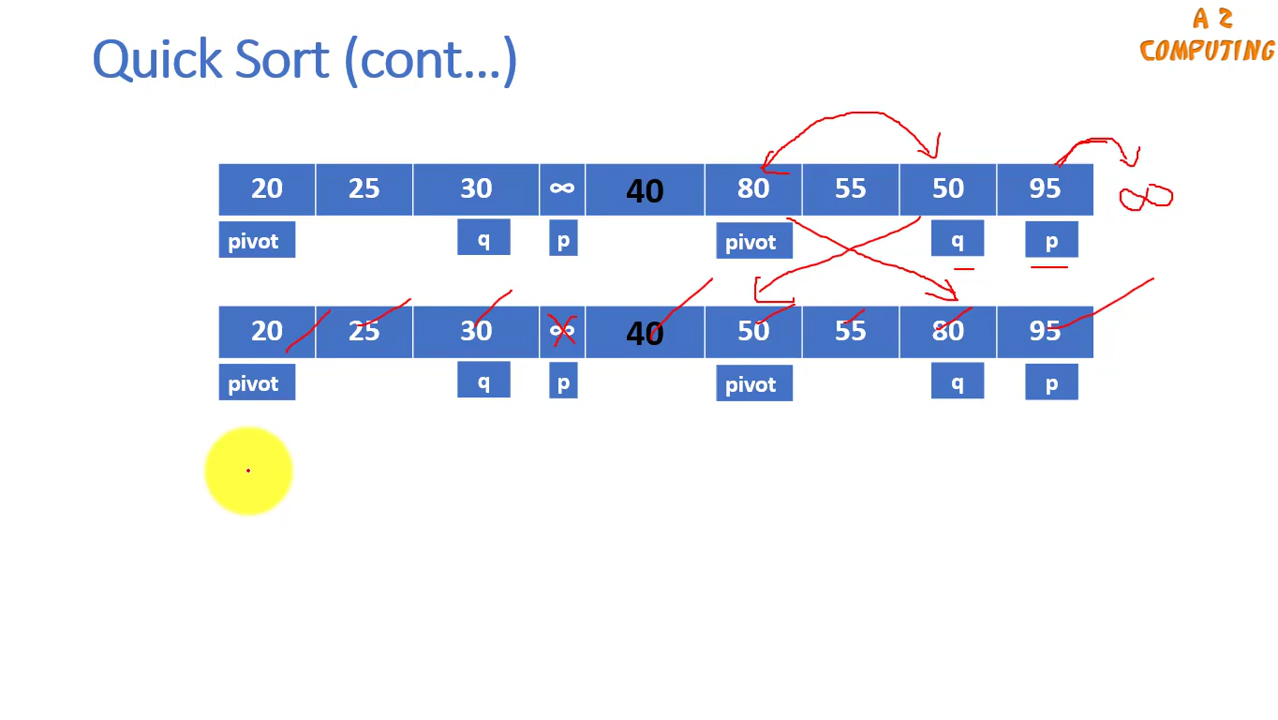 A Z
COMPUTING
Quick Sort (cont...)
20 25 30 ∞ 40 80 55 50 95 ∞
pivot q p pivot q p
20 25 30 ∞ 40 50 55 80 95
pivot q p pivot q p